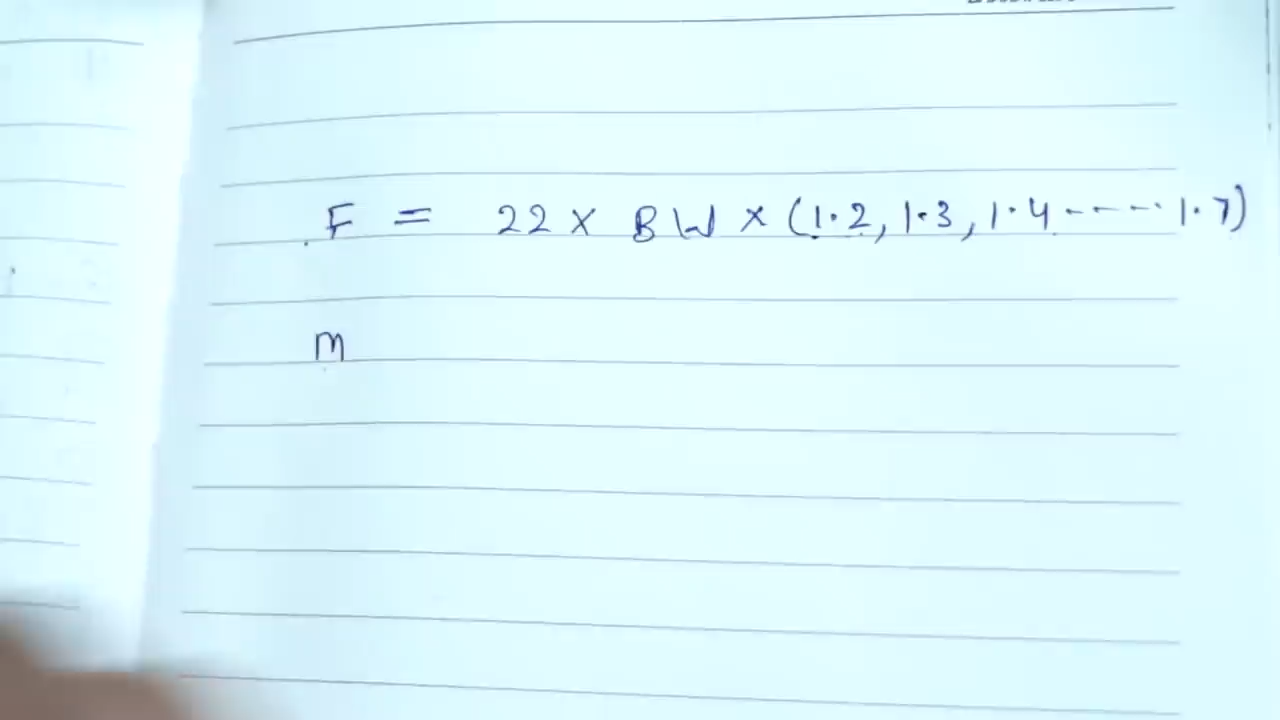 F = 22 × BW × (1.2, 1.3, 1.4 ----- 1.7)
m